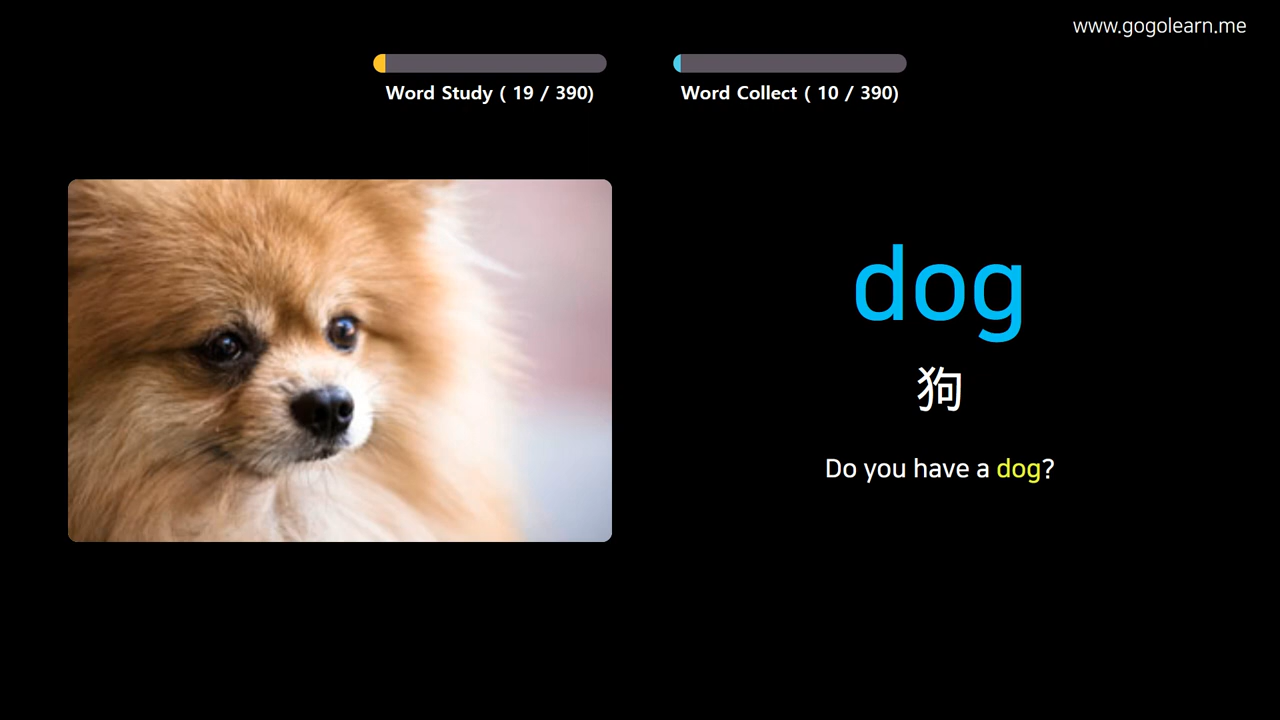 www.gogolearn.me
Word Study ( 19 / 390)
Word Collect ( 10 / 390)
dog
狗
Do you have a dog?